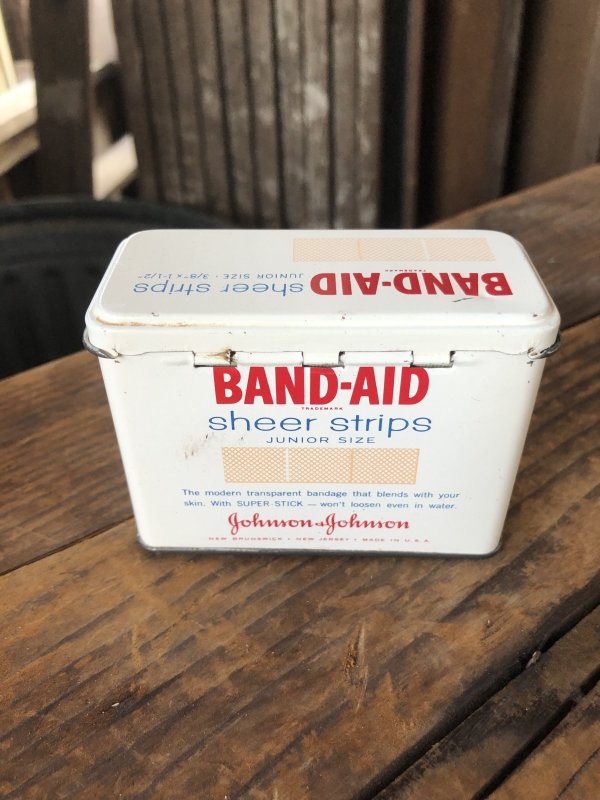 BAND-AID
TRADEMARK
sheer strips JUNIOR SIZE · 3/8" x 1-1/2"
BAND-AID
TRADEMARK
sheer strips
JUNIOR SIZE
The modern transparent bandage that blends with your
skin. With SUPER-STICK — won't loosen even in water.
Johnson & Johnson
NEW BRUNSWICK • NEW JERSEY • MADE IN U.S.A.